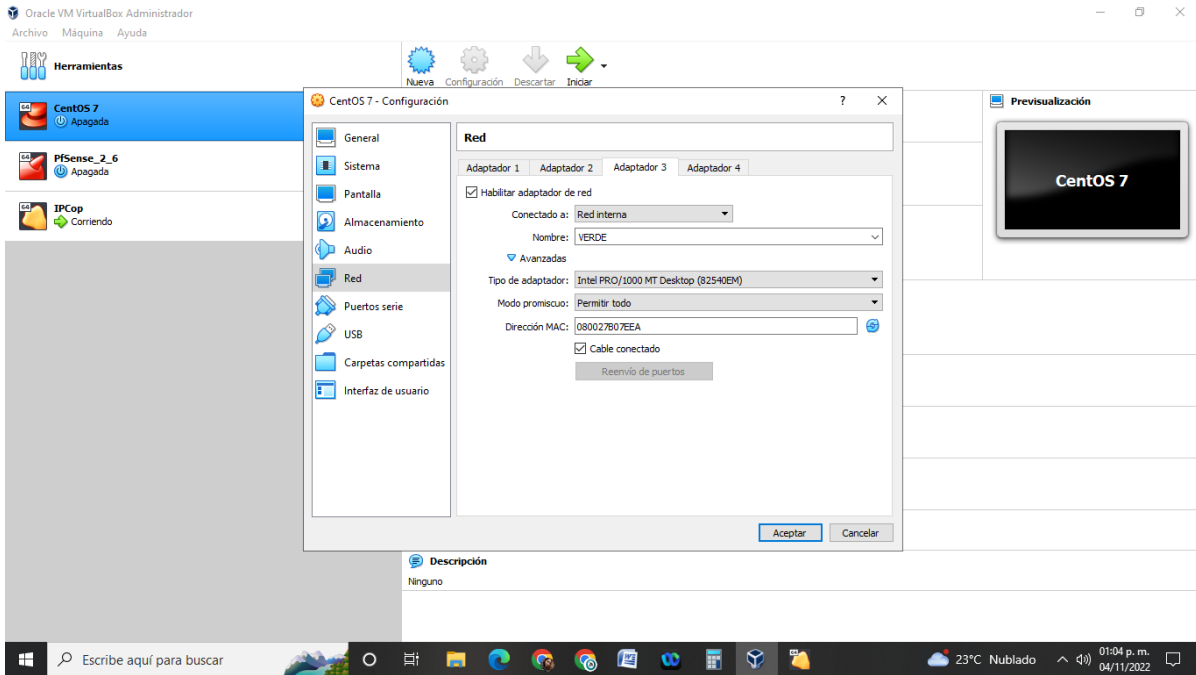 Oracle VM VirtualBox Administrador
Archivo Máquina Ayuda
Herramientas
Nueva Configuración Descartar Iniciar
64
CentOS 7
Apagada
64
PfSense_2_6
Apagada
64
IPCop
Corriendo
CentOS 7 - Configuración ?
General
Sistema
Pantalla
Almacenamiento
Audio
Red
Puertos serie
USB
Carpetas compartidas
Interfaz de usuario
Red
Adaptador 1 Adaptador 2 Adaptador 3 Adaptador 4
Habilitar adaptador de red
Conectado a: Red interna
Nombre: VERDE
Avanzadas
Tipo de adaptador: Intel PRO/1000 MT Desktop (82540EM)
Modo promiscuo: Permitir todo
Dirección MAC: 080027B07EEA
Cable conectado
Reenvío de puertos
Aceptar Cancelar
Previsualización
CentOS 7
Descripción
Ninguno
Escribe aquí para buscar
23°C Nublado
01:04 p. m.
04/11/2022